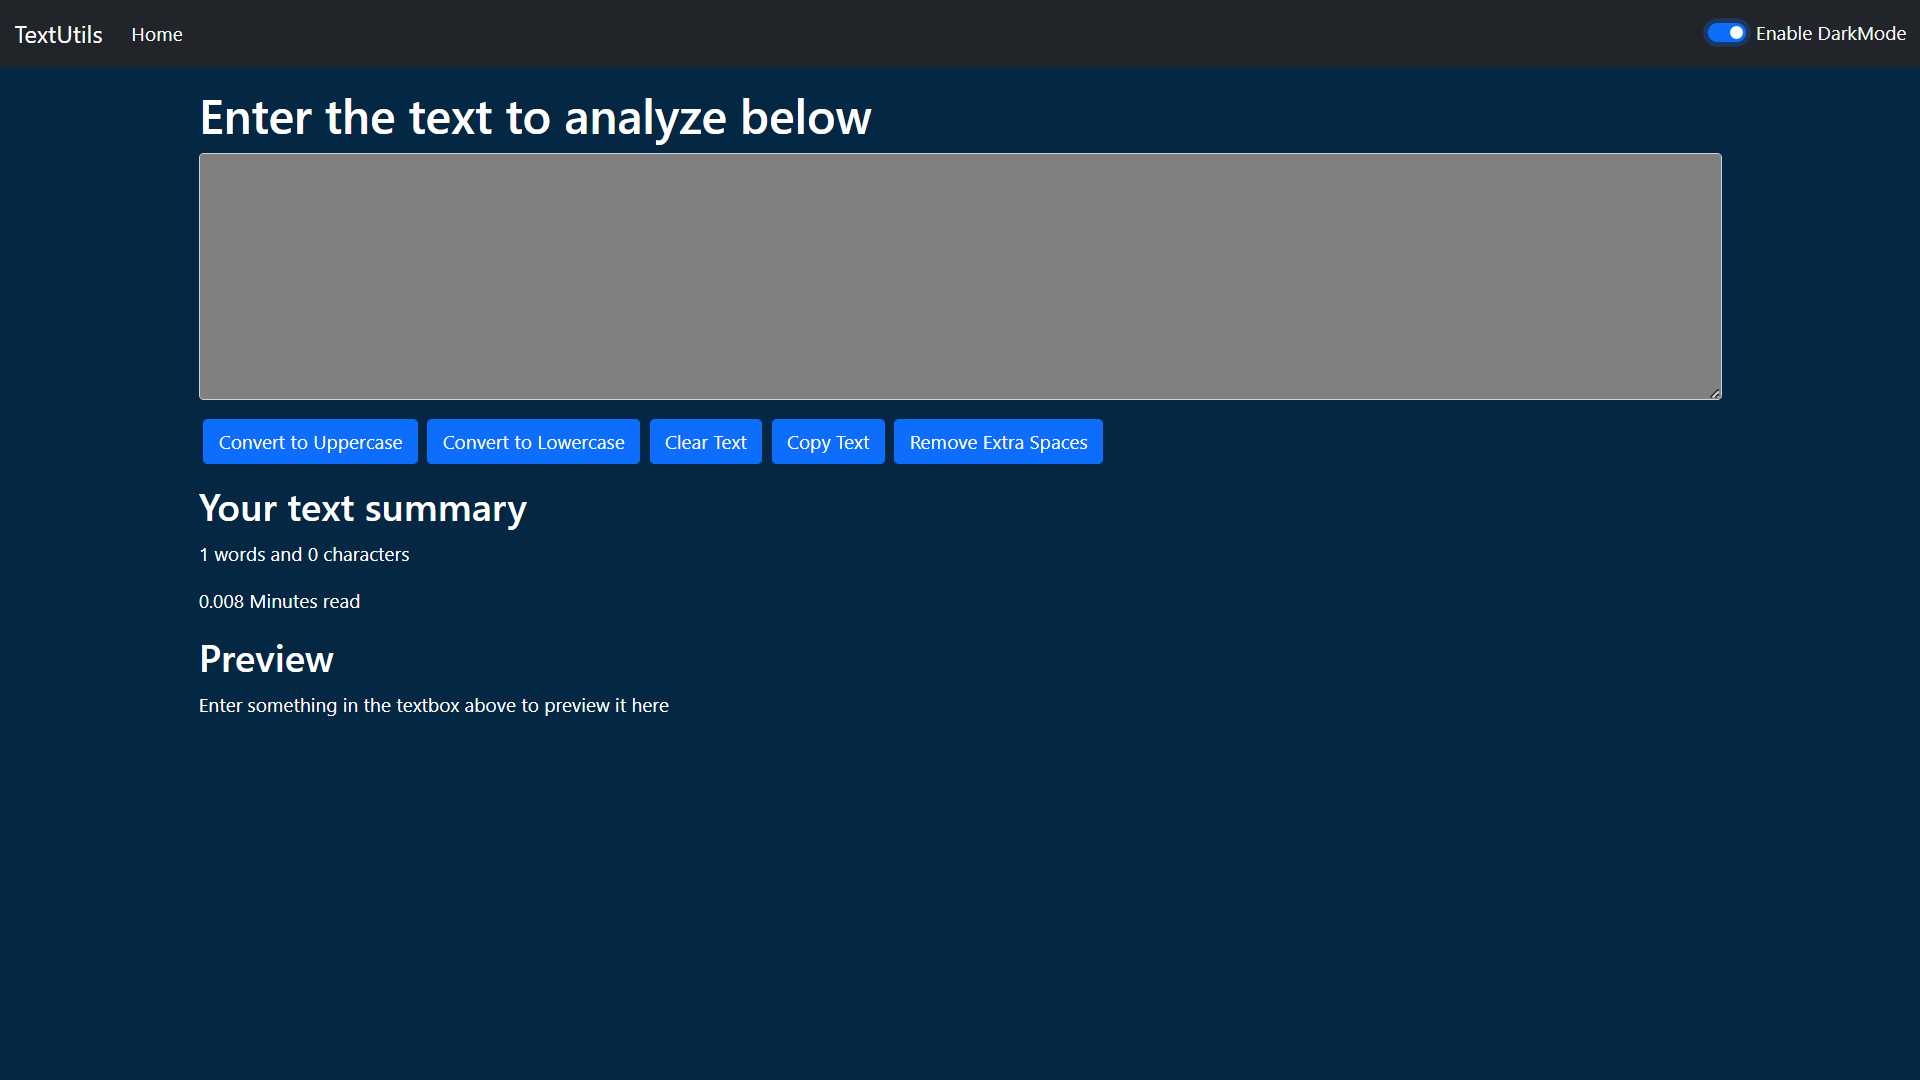 TextUtils Home Enable DarkMode
Enter the text to analyze below
Convert to Uppercase Convert to Lowercase Clear Text Copy Text Remove Extra Spaces
Your text summary
1 words and 0 characters
0.008 Minutes read
Preview
Enter something in the textbox above to preview it here